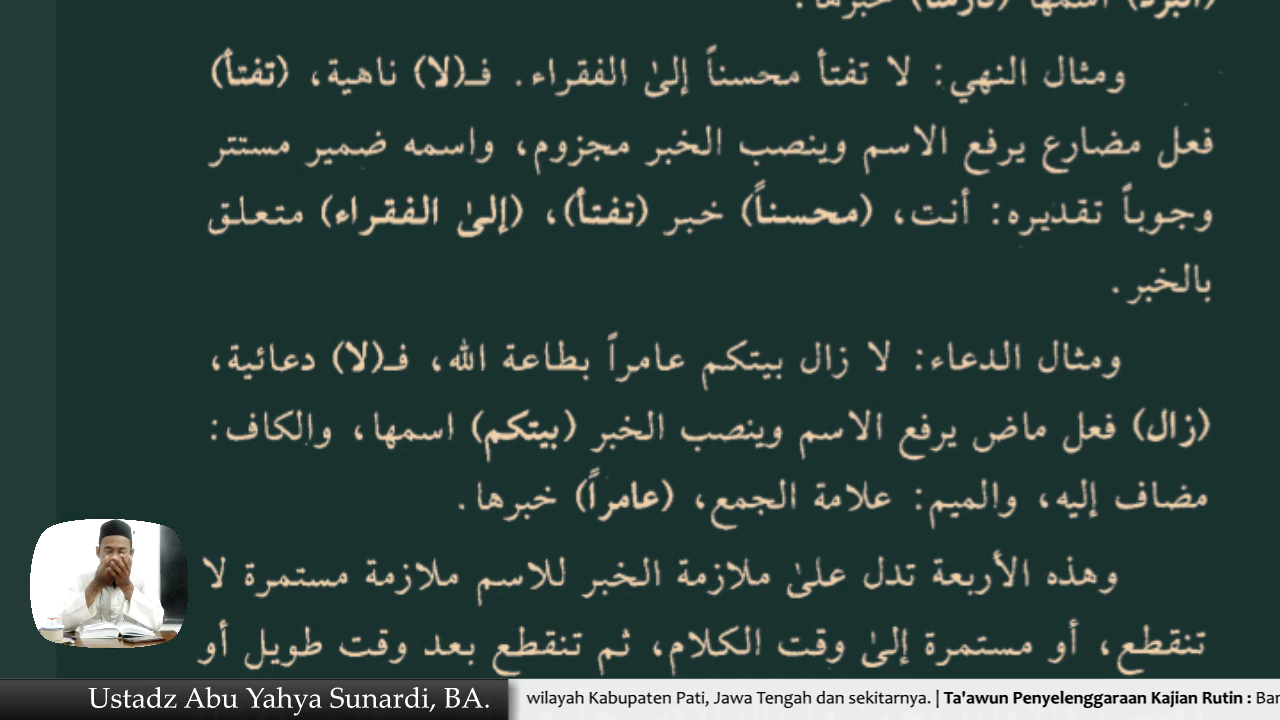 (البرد) اسمها (لازمنا) خبرها.
ومثال النهي: لا تفتأ محسناً إلىٰ الفقراء. فـ(لا) ناهية، (تفتأ)
فعل مضارع يرفع الاسم وينصب الخبر مجزوم، واسمه ضمير مستتر
وجوباً تقديره: أنت، (محسناً) خبر (تفتأ)، (إلىٰ الفقراء) متعلق
بالخبر.
ومثال الدعاء: لا زال بيتكم عامراً بطاعة الله، فـ(لا) دعائية،
(زال) فعل ماض يرفع الاسم وينصب الخبر (بيتكم) اسمها، والكاف:
مضاف إليه، والميم: علامة الجمع، (عامراً) خبرها.
وهذه الأربعة تدل علىٰ ملازمة الخبر للاسم ملازمة مستمرة لا
تنقطع، أو مستمرة إلىٰ وقت الكلام، ثم تنقطع بعد وقت طويل أو
Ustadz Abu Yahya Sunardi, BA.
wilayah Kabupaten Pati, Jawa Tengah dan sekitarnya. | Ta'awun Penyelenggaraan Kajian Rutin : Ban